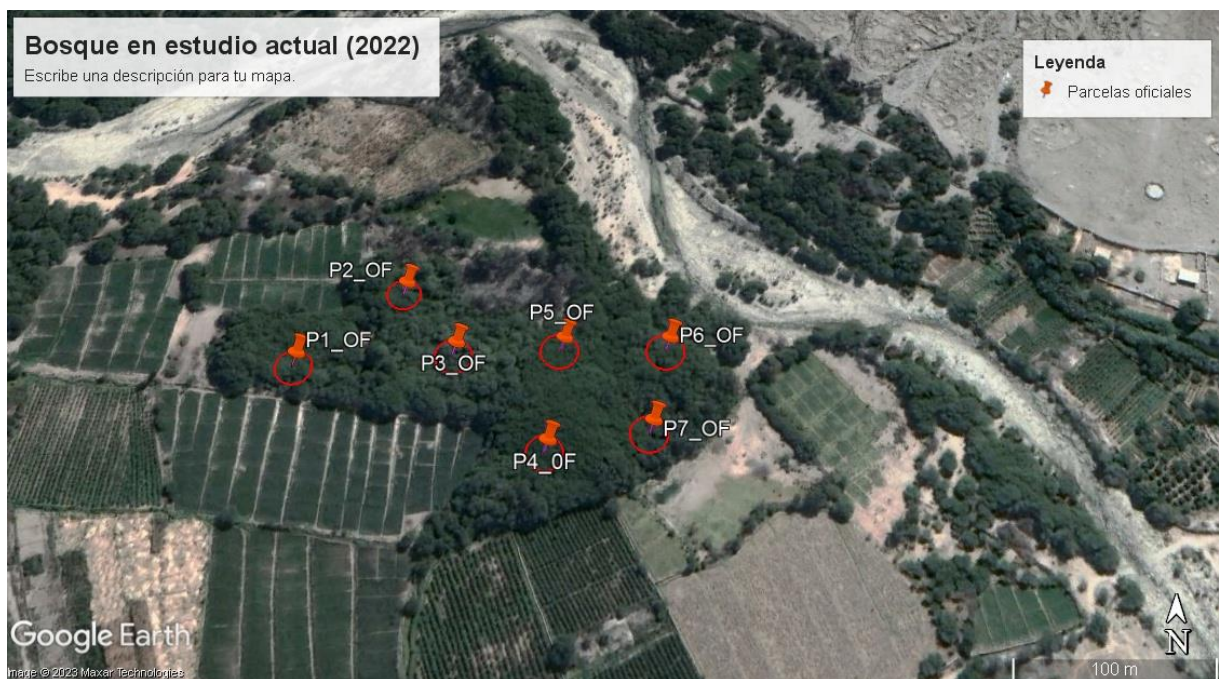 Bosque en estudio actual (2022)
Escribe una descripción para tu mapa.
Leyenda
Parcelas oficiales
P2_OF
P5_OF
P1_OF
P6_OF
P3_OF
P7_OF
P4_0F
Google Earth
Image © 2023 Maxar Technologies
N
100 m